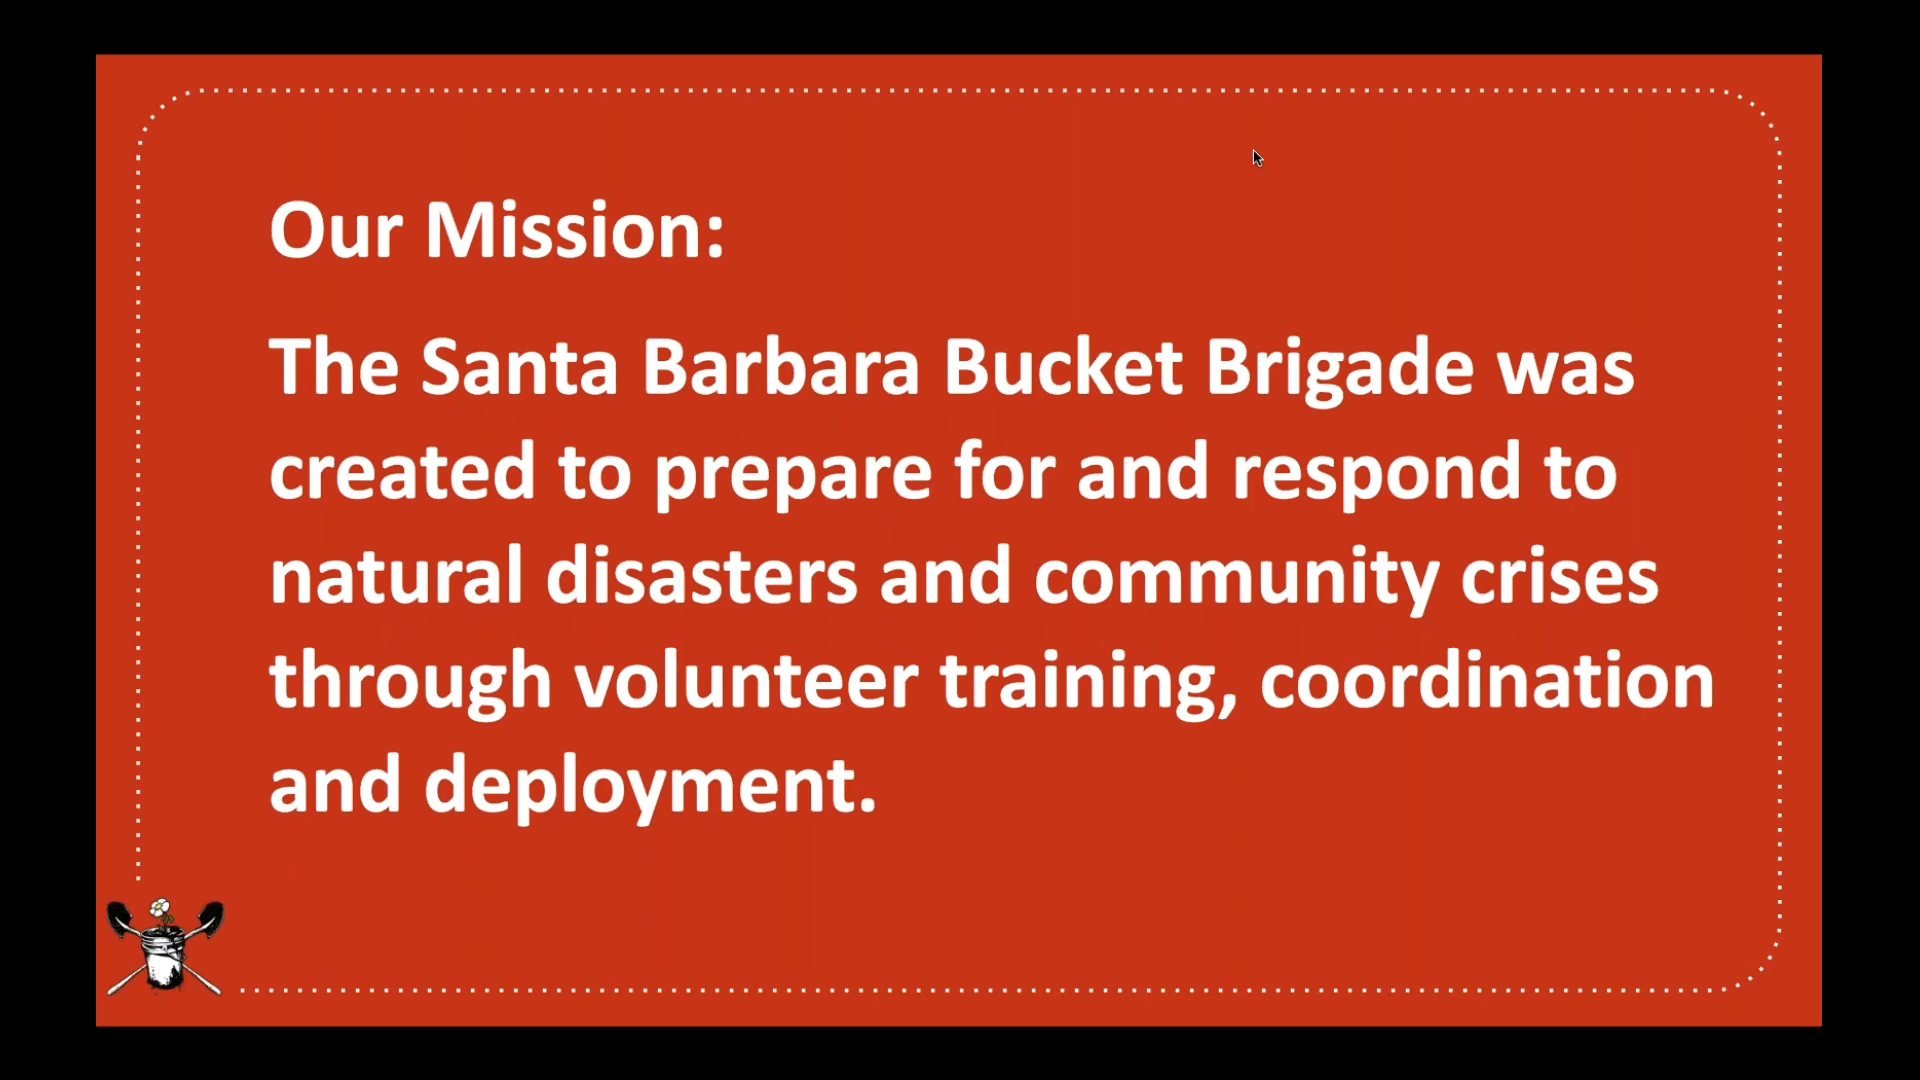 Our Mission:
The Santa Barbara Bucket Brigade was
created to prepare for and respond to
natural disasters and community crises
through volunteer training, coordination
and deployment.